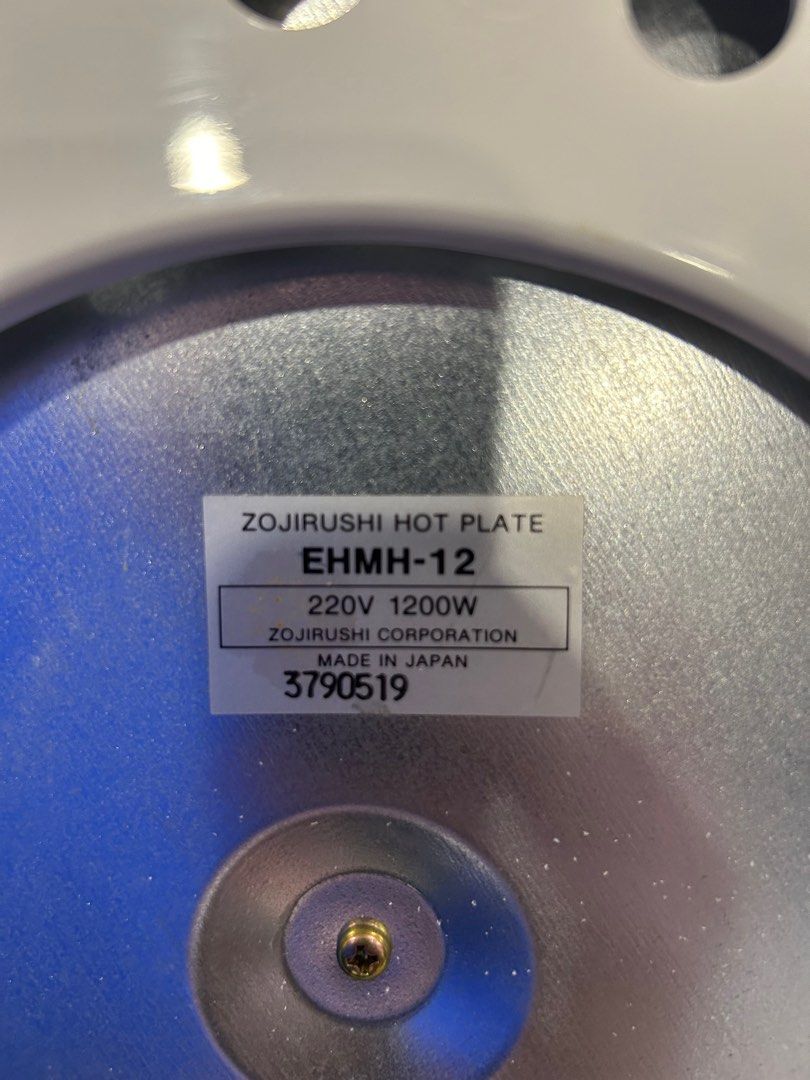 ZOJIRUSHI HOT PLATE
EHMH-12
220V 1200W
ZOJIRUSHI CORPORATION
MADE IN JAPAN
3790519